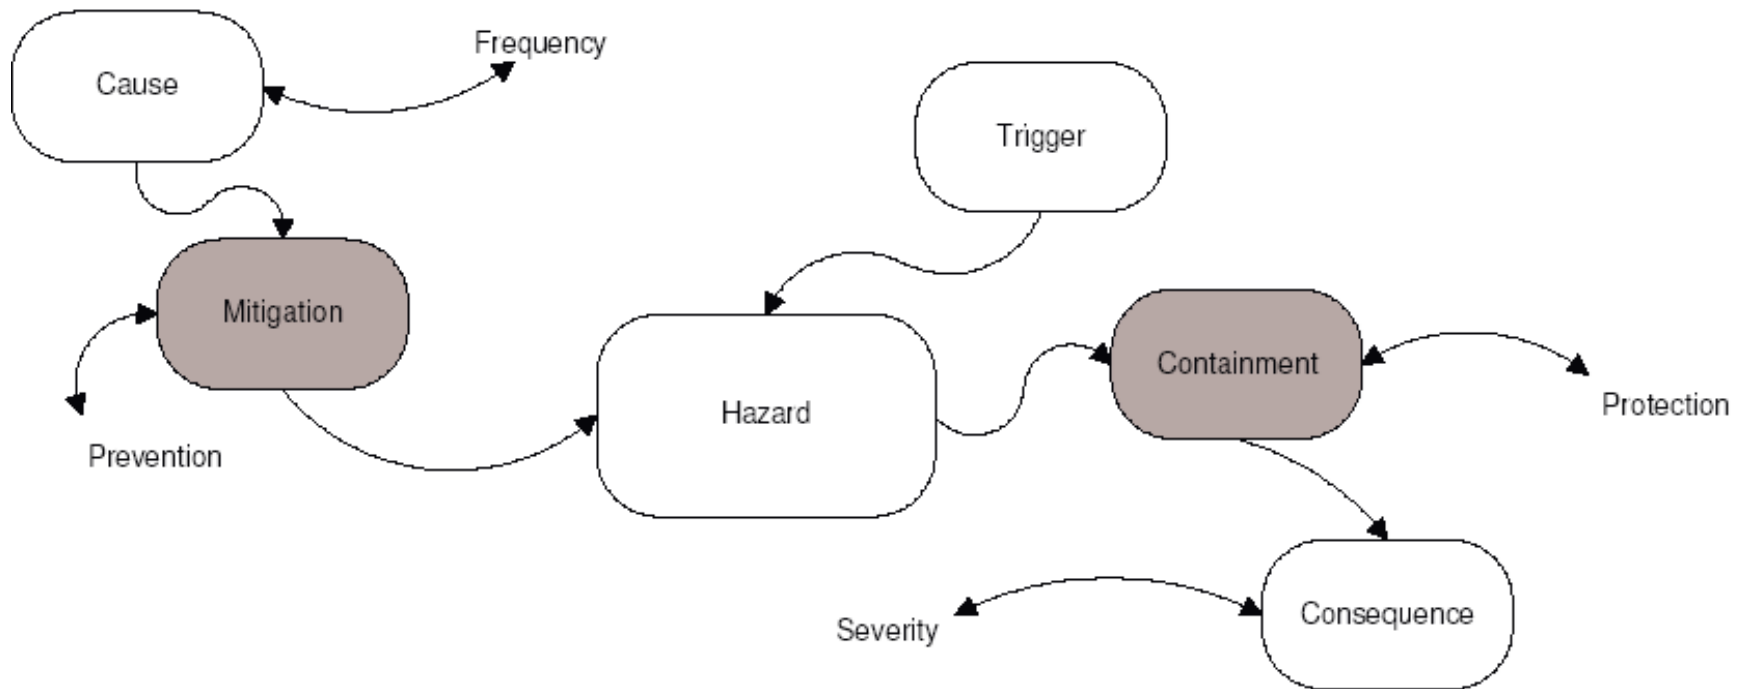 Frequency
Cause
Trigger
Mitigation
Containment
Hazard
Protection
Prevention
Consequence
Severity